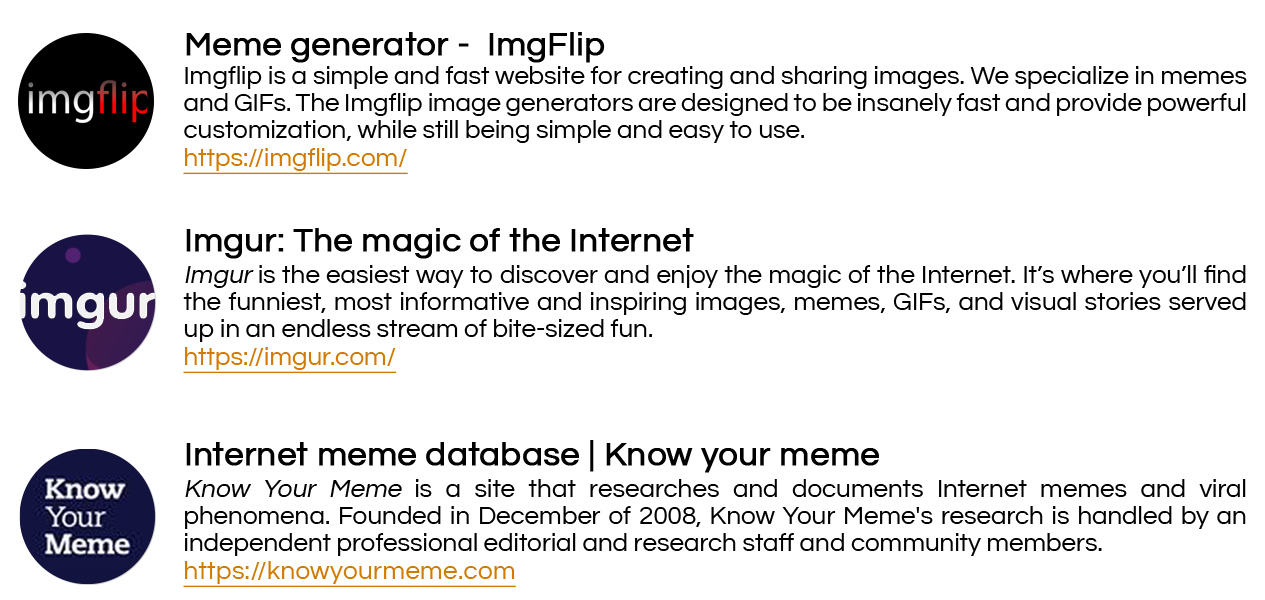 imgflip
Meme generator -  ImgFlip
Imgflip is a simple and fast website for creating and sharing images. We specialize in memes
and GIFs. The Imgflip image generators are designed to be insanely fast and provide powerful
customization, while still being simple and easy to use.
https://imgflip.com/
imgur
Imgur: The magic of the Internet
Imgur is the easiest way to discover and enjoy the magic of the Internet. It’s where you’ll find
the funniest, most informative and inspiring images, memes, GIFs, and visual stories served
up in an endless stream of bite-sized fun.
https://imgur.com/
Know
Your
Meme
Internet meme database | Know your meme
Know Your Meme is a site that researches and documents Internet memes and viral
phenomena. Founded in December of 2008, Know Your Meme's research is handled by an
independent professional editorial and research staff and community members.
https://knowyourmeme.com